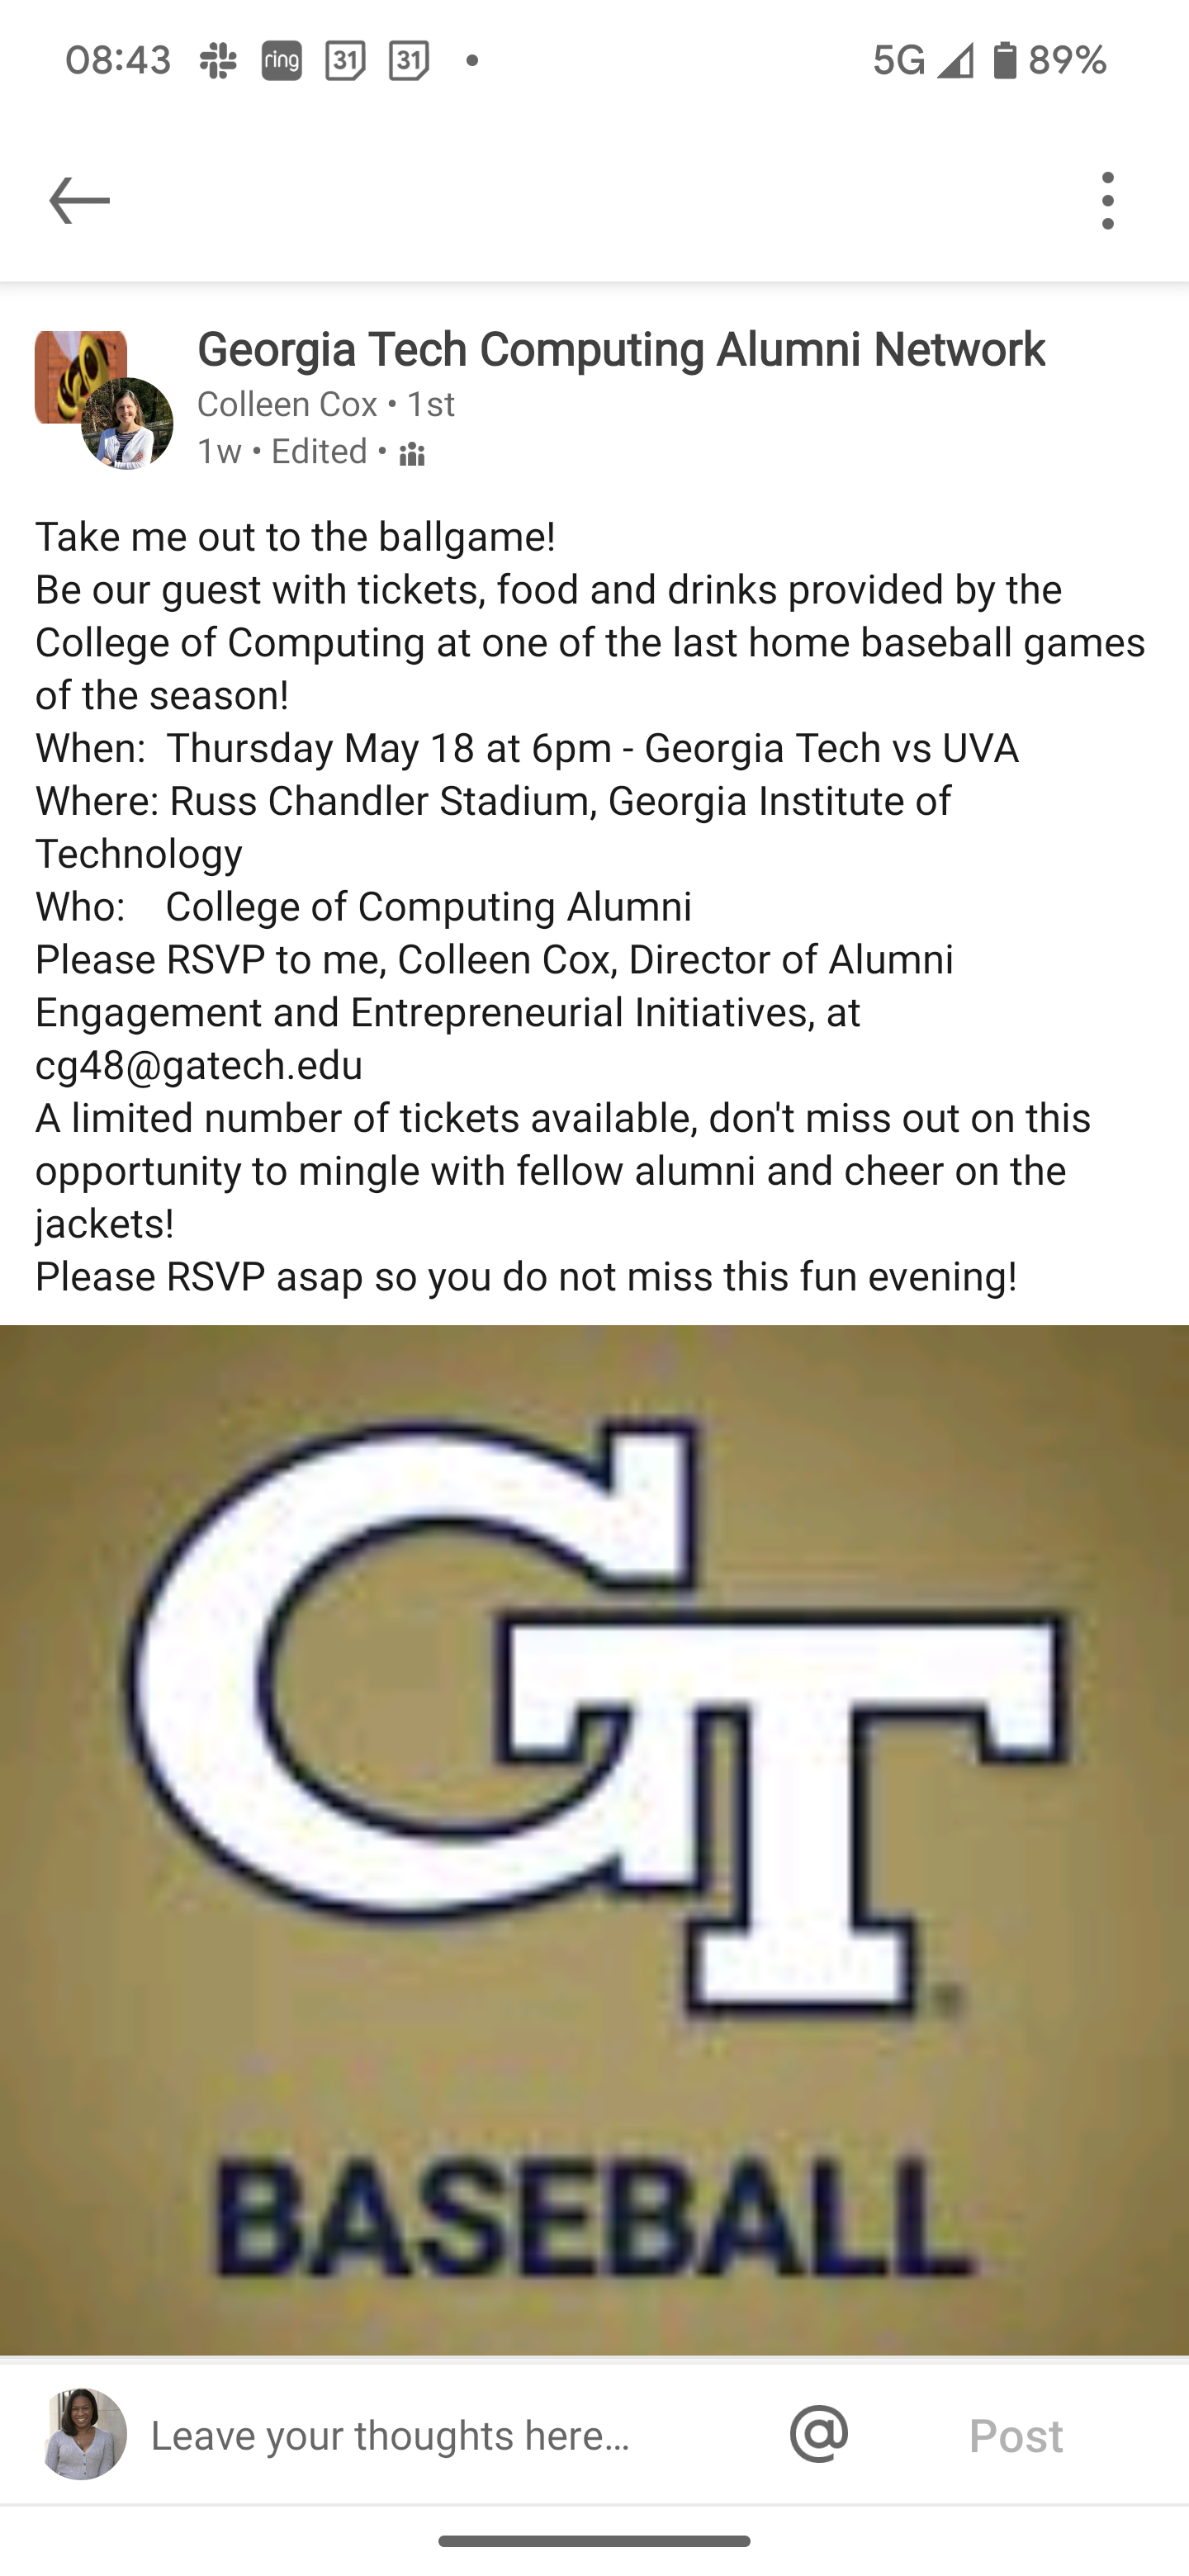 08:43 ring 31 31 • 5G 89%
Georgia Tech Computing Alumni Network
Colleen Cox • 1st
1w • Edited •
Take me out to the ballgame!
Be our guest with tickets, food and drinks provided by the
College of Computing at one of the last home baseball games
of the season!
When:  Thursday May 18 at 6pm - Georgia Tech vs UVA
Where: Russ Chandler Stadium, Georgia Institute of
Technology
Who:    College of Computing Alumni
Please RSVP to me, Colleen Cox, Director of Alumni
Engagement and Entrepreneurial Initiatives, at
cg48@gatech.edu
A limited number of tickets available, don't miss out on this
opportunity to mingle with fellow alumni and cheer on the
jackets!
Please RSVP asap so you do not miss this fun evening!
GT
BASEBALL
Leave your thoughts here... @ Post